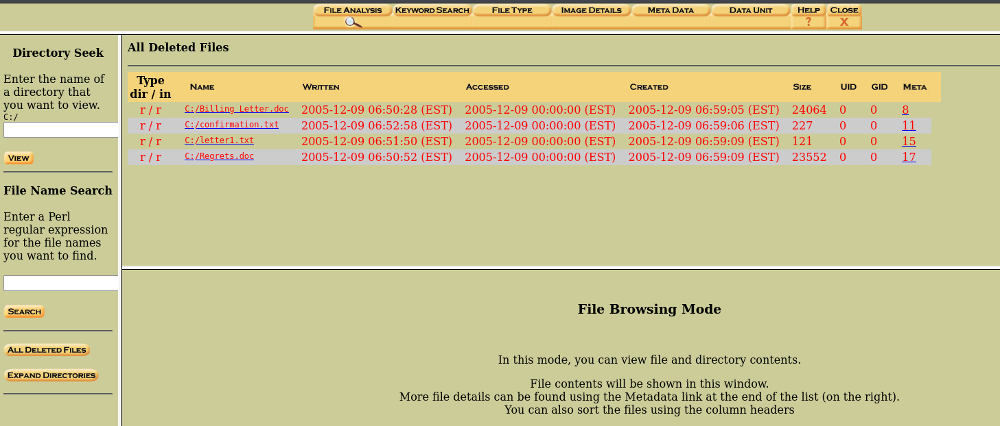 FILE ANALYSIS KEYWORD SEARCH FILE TYPE IMAGE DETAILS META DATA DATA UNIT HELP CLOSE
? X
Directory Seek
Enter the name of
a directory that
you want to view.
C:/
VIEW
File Name Search
Enter a Perl
regular expression
for the file names
you want to find.
SEARCH
ALL DELETED FILES
EXPAND DIRECTORIES
All Deleted Files
Type
dir / in NAME WRITTEN ACCESSED CREATED SIZE UID GID META
r / r C:/Billing Letter.doc 2005-12-09 06:50:28 (EST) 2005-12-09 00:00:00 (EST) 2005-12-09 06:59:05 (EST) 24064 0 0 8
r / r C:/confirmation.txt 2005-12-09 06:52:58 (EST) 2005-12-09 00:00:00 (EST) 2005-12-09 06:59:06 (EST) 227 0 0 11
r / r C:/letter1.txt 2005-12-09 06:51:50 (EST) 2005-12-09 00:00:00 (EST) 2005-12-09 06:59:09 (EST) 121 0 0 15
r / r C:/Regrets.doc 2005-12-09 06:50:52 (EST) 2005-12-09 00:00:00 (EST) 2005-12-09 06:59:09 (EST) 23552 0 0 17
File Browsing Mode
In this mode, you can view file and directory contents.
File contents will be shown in this window.
More file details can be found using the Metadata link at the end of the list (on the right).
You can also sort the files using the column headers